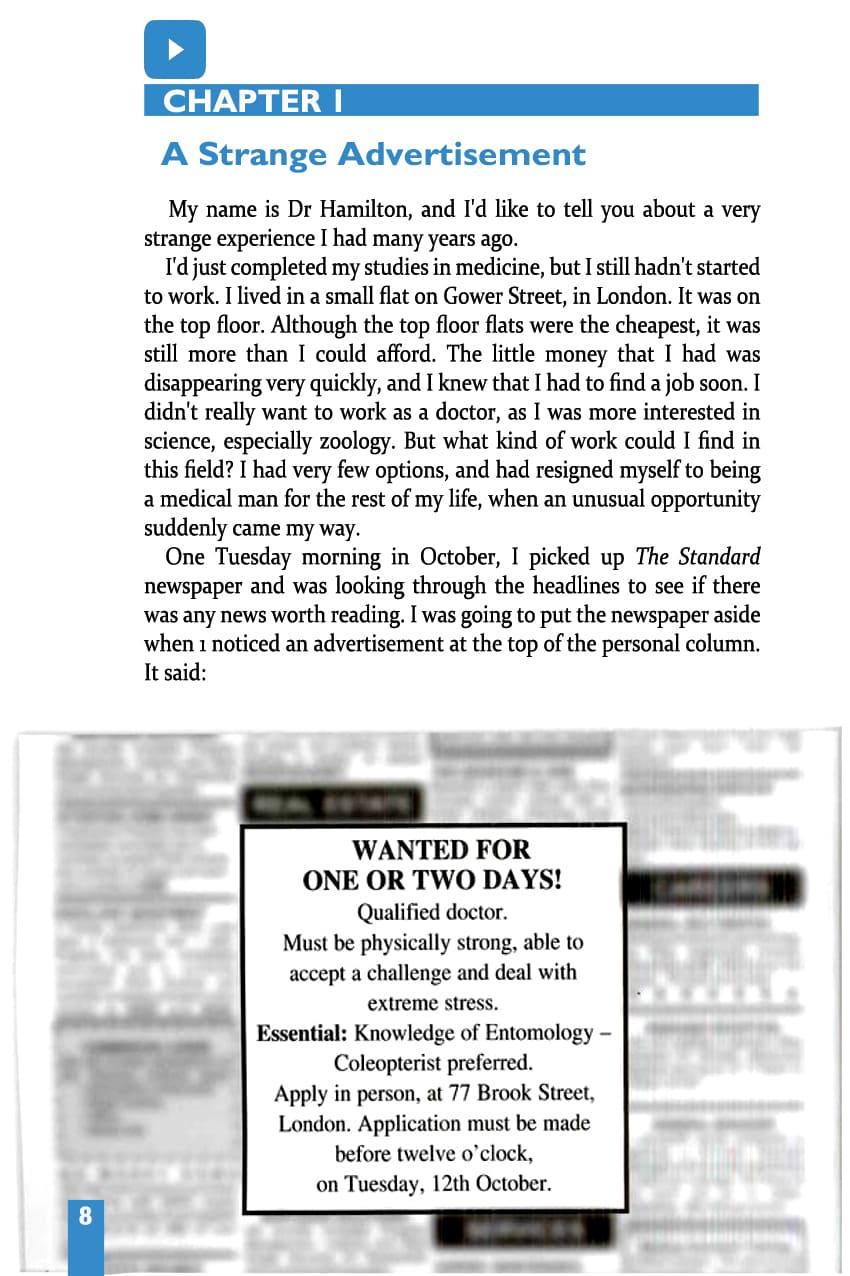 CHAPTER I
A Strange Advertisement
My name is Dr Hamilton, and I'd like to tell you about a very
strange experience I had many years ago.
I'd just completed my studies in medicine, but I still hadn't started
to work. I lived in a small flat on Gower Street, in London. It was on
the top floor. Although the top floor flats were the cheapest, it was
still more than I could afford. The little money that I had was
disappearing very quickly, and I knew that I had to find a job soon. I
didn't really want to work as a doctor, as I was more interested in
science, especially zoology. But what kind of work could I find in
this field? I had very few options, and had resigned myself to being
a medical man for the rest of my life, when an unusual opportunity
suddenly came my way.
One Tuesday morning in October, I picked up The Standard
newspaper and was looking through the headlines to see if there
was any news worth reading. I was going to put the newspaper aside
when 1 noticed an advertisement at the top of the personal column.
It said:
WANTED FOR
ONE OR TWO DAYS!
Qualified doctor.
Must be physically strong, able to
accept a challenge and deal with
extreme stress.
Essential: Knowledge of Entomology –
Coleopterist preferred.
Apply in person, at 77 Brook Street,
London. Application must be made
before twelve o'clock,
on Tuesday, 12th October.
8